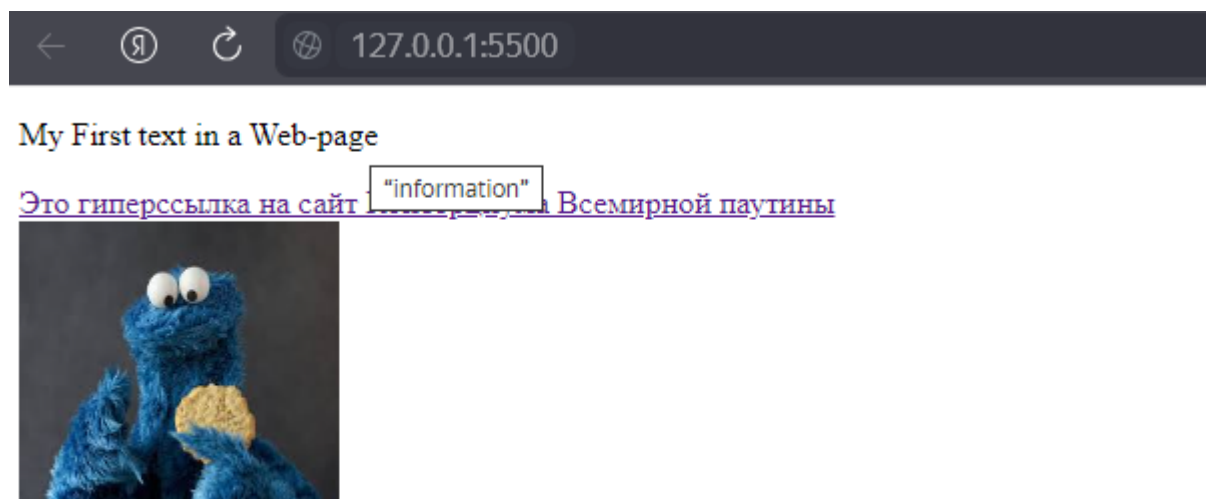 Я 127.0.0.1:5500
My First text in a Web-page
“information”
Это гиперссылка на сайт Всемирной паутины